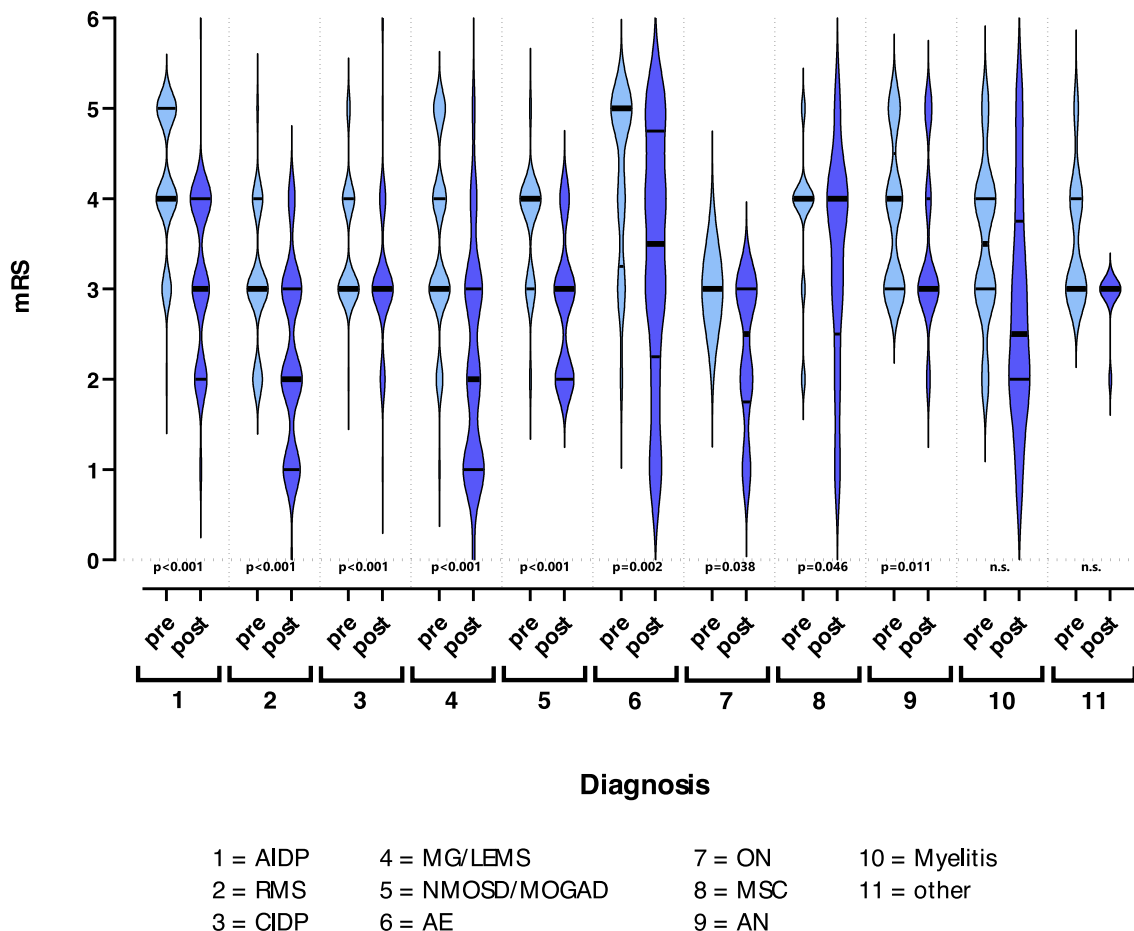 6
5
4
3
2
1
0
mRS
p<0.001 p<0.001 p<0.001 p<0.001 p<0.001 p=0.002 p=0.038 p=0.046 p=0.011 n.s. n.s.
pre post pre post pre post pre post pre post pre post pre post pre post pre post pre post pre post
1 2 3 4 5 6 7 8 9 10 11
Diagnosis
1 = AIDP 4 = MG/LEMS 7 = ON 10 = Myelitis
2 = RMS 5 = NMOSD/MOGAD 8 = MSC 11 = other
3 = CIDP 6 = AE 9 = AN